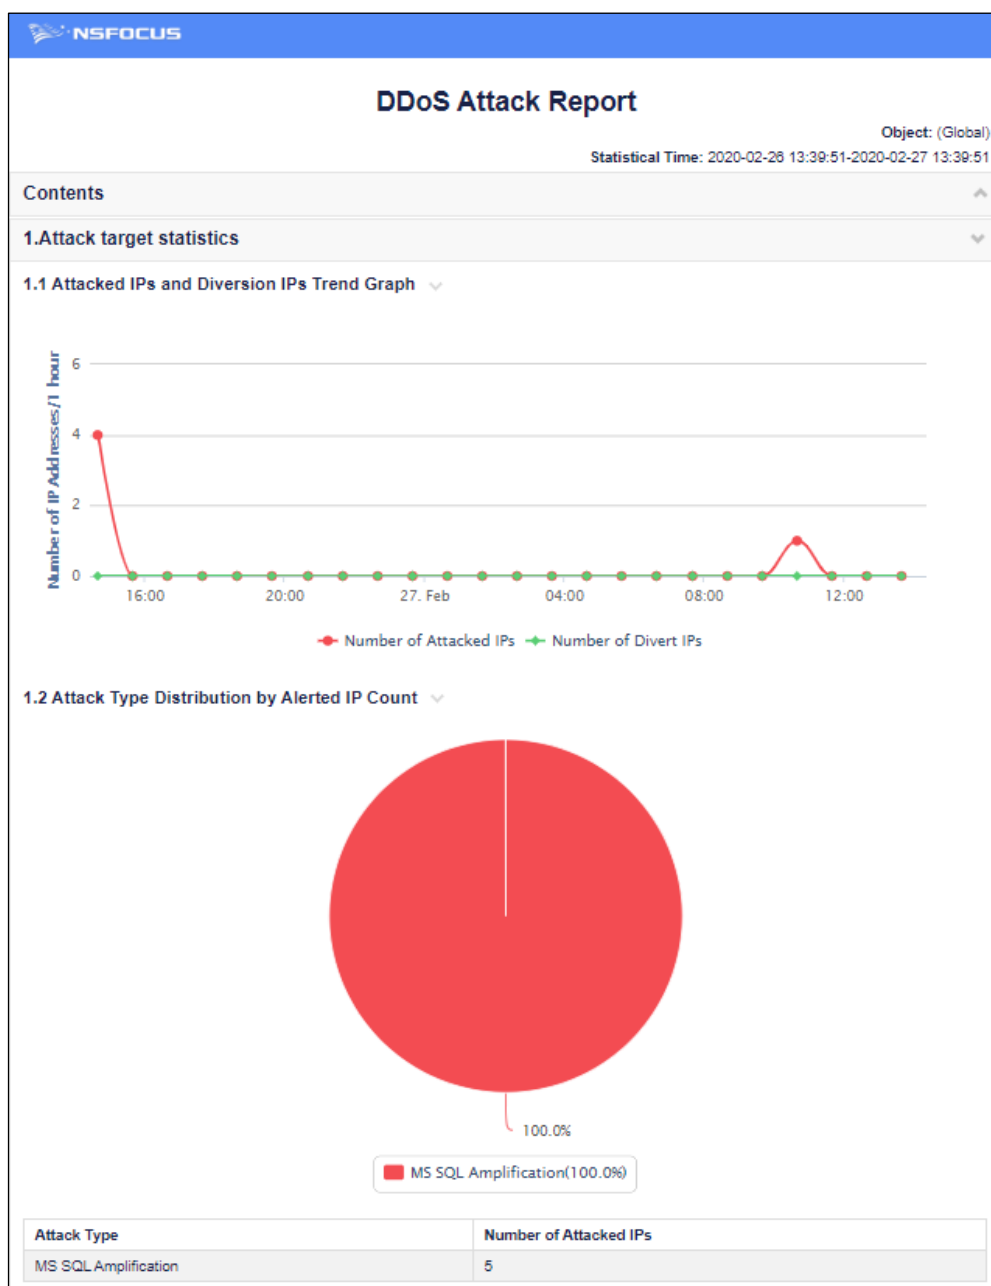 NSFOCUS
DDoS Attack Report
Object: (Global)
Statistical Time: 2020-02-26 13:39:51-2020-02-27 13:39:51
Contents
1.Attack target statistics
1.1 Attacked IPs and Diversion IPs Trend Graph
Number of IP Addresses/1 hour
6
4
2
0
16:00 20:00 27. Feb 04:00 08:00 12:00
Number of Attacked IPs Number of Divert IPs
1.2 Attack Type Distribution by Alerted IP Count
100.0%
MS SQL Amplification(100.0%)
Attack Type Number of Attacked IPs
MS SQL Amplification 5